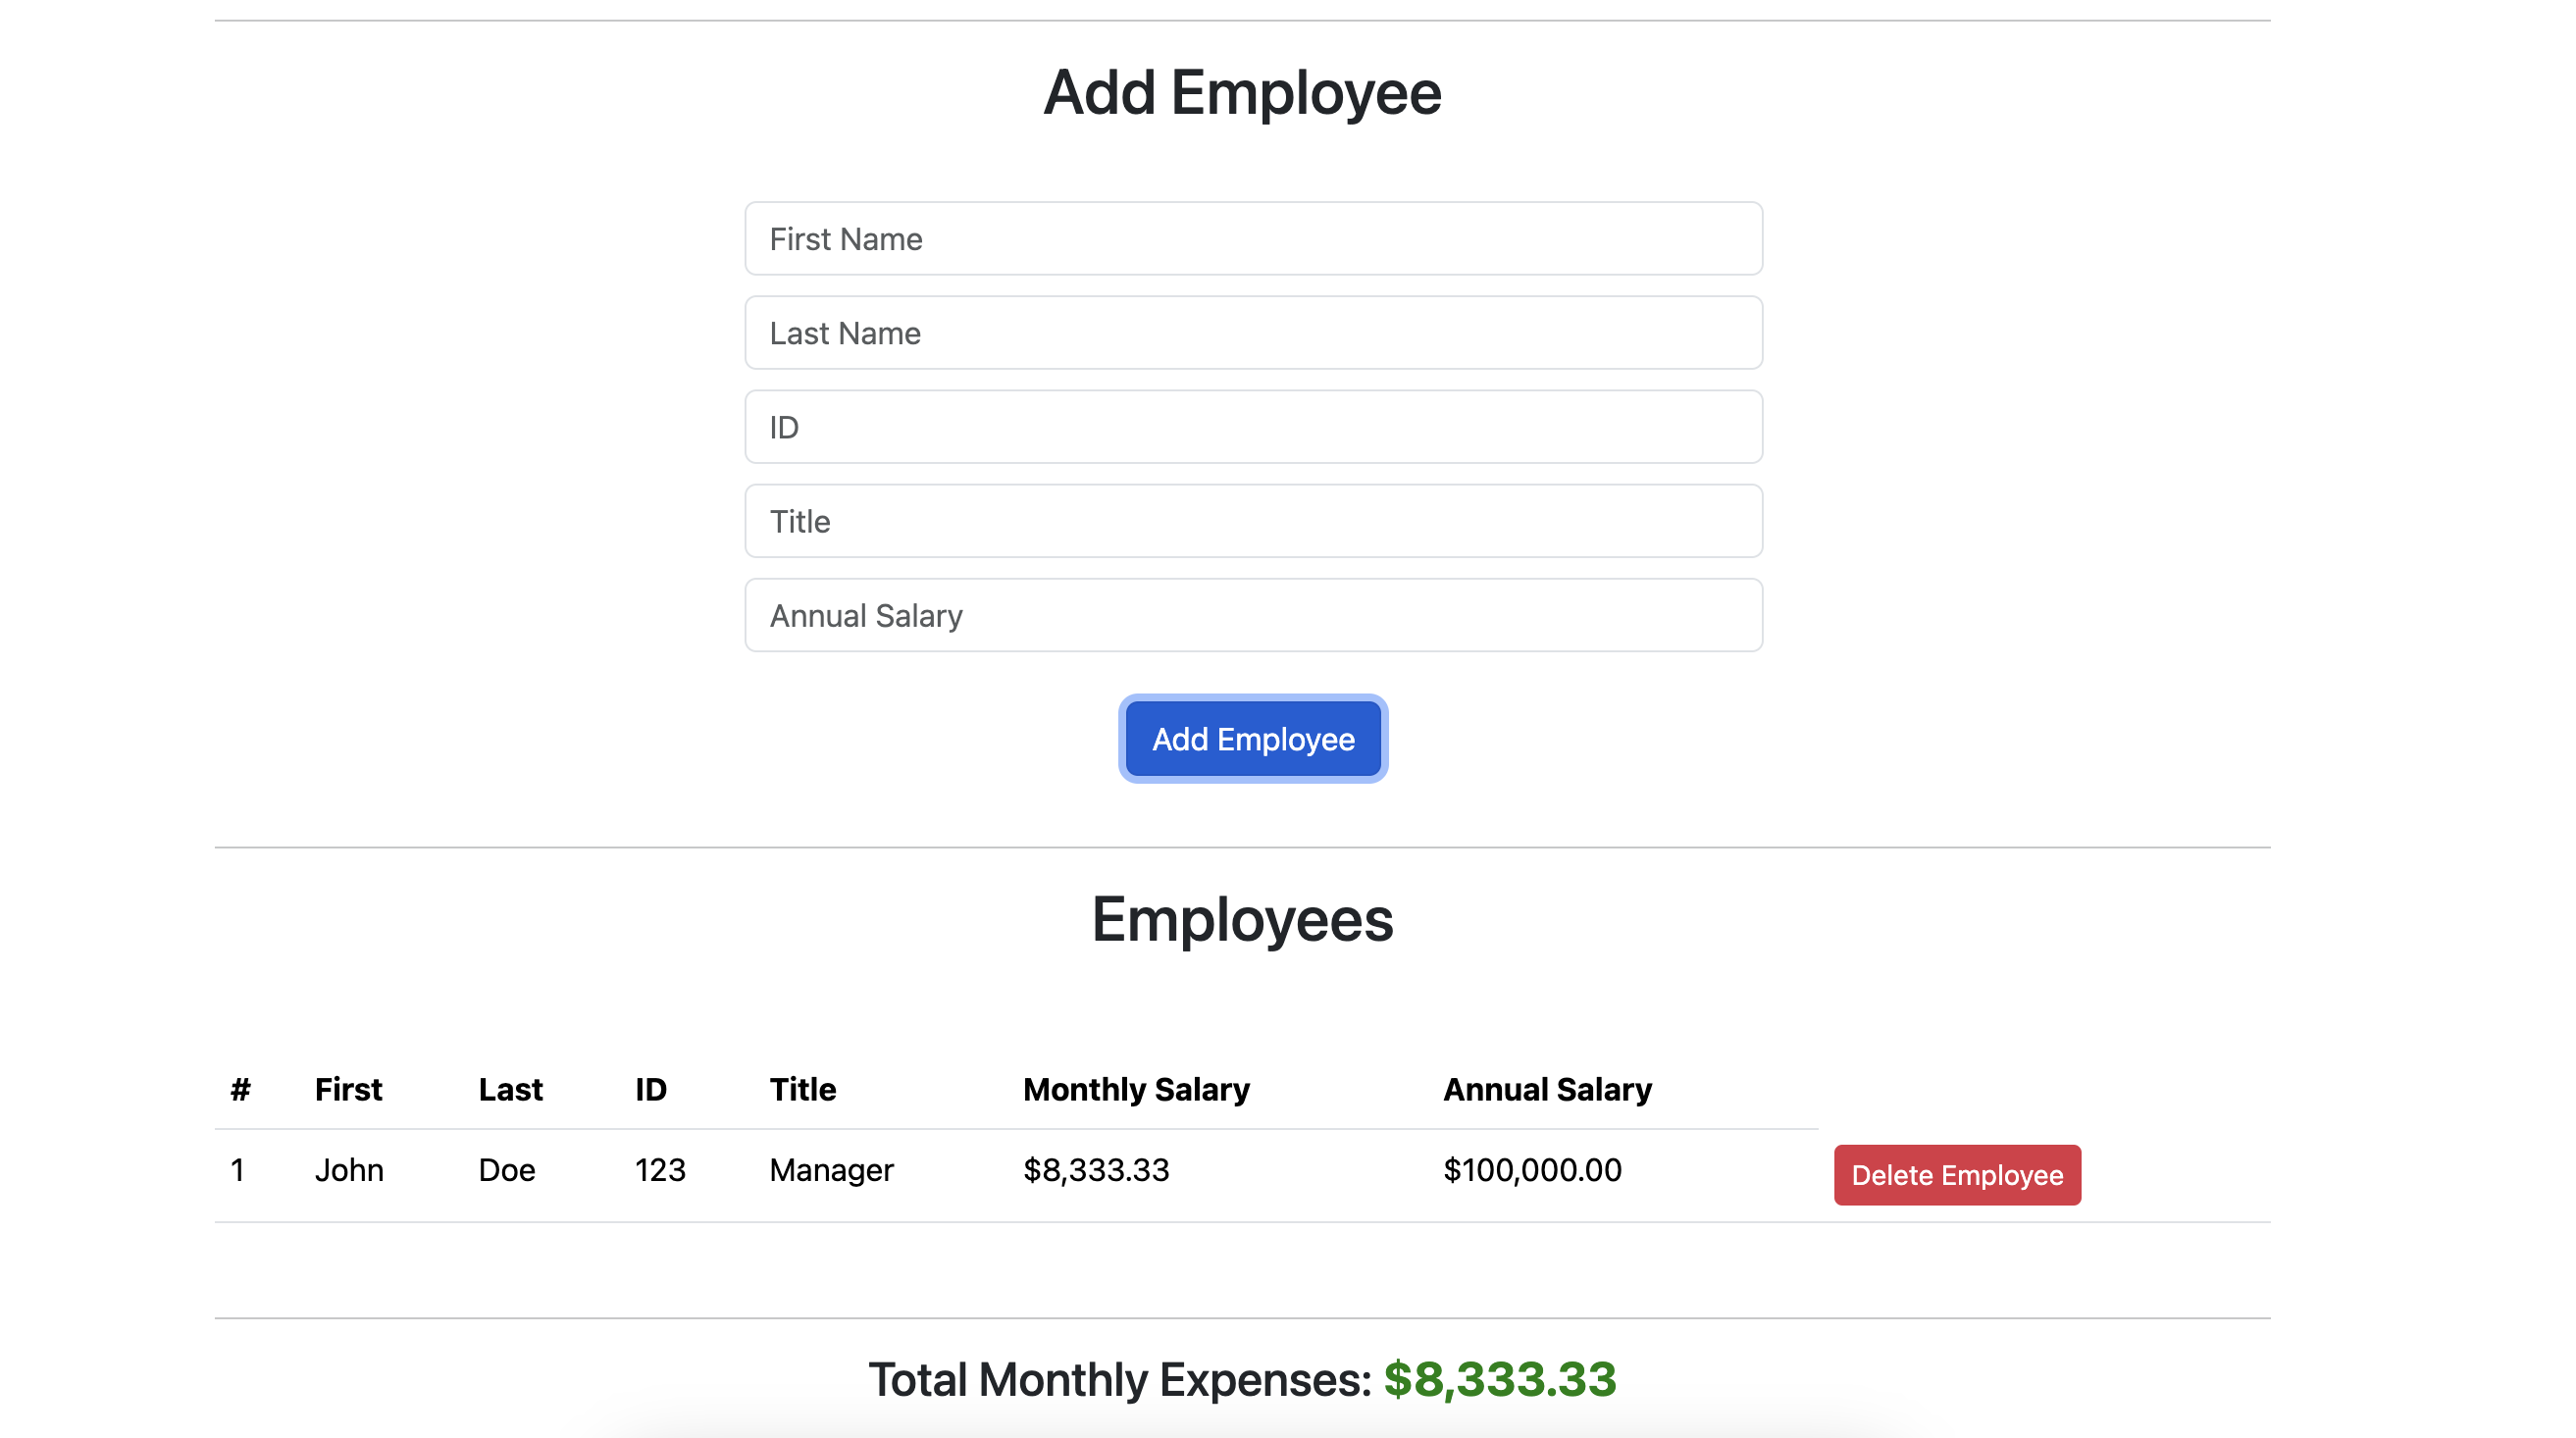 Add Employee
First Name
Last Name
ID
Title
Annual Salary
Add Employee
Employees
# First Last ID Title Monthly Salary Annual Salary
1 John Doe 123 Manager $8,333.33 $100,000.00 Delete Employee
Total Monthly Expenses: $8,333.33